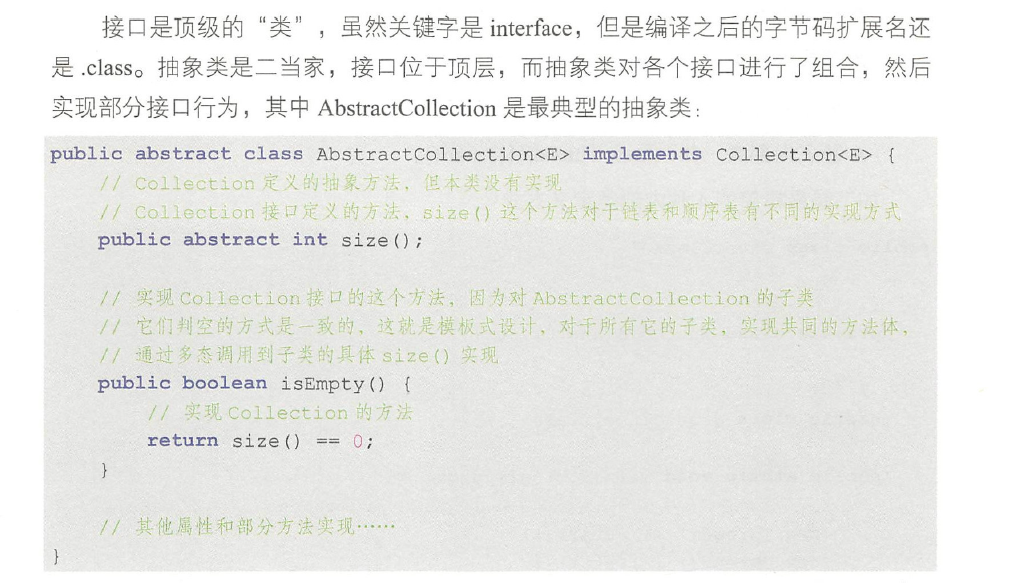 接口是顶级的“类”，虽然关键字是 interface，但是编译之后的字节码扩展名还
是 .class。抽象类是二当家，接口位于顶层，而抽象类对各个接口进行了组合，然后
实现部分接口行为，其中 AbstractCollection 是最典型的抽象类：
public abstract class AbstractCollection<E> implements Collection<E> {
// Collection 定义的抽象方法，但本类没有实现
// Collection 接口定义的方法，size() 这个方法对于链表和顺序表有不同的实现方式
public abstract int size();
// 实现 Collection 接口的这个方法，因为对 AbstractCollection 的子类
// 它们判空的方式是一致的，这就是模板式设计，对于所有它的子类，实现共同的方法体，
// 通过多态调用到子类的具体 size() 实现
public boolean isEmpty() {
// 实现 Collection 的方法
return size() == 0;
}
// 其他属性和部分方法实现……
}